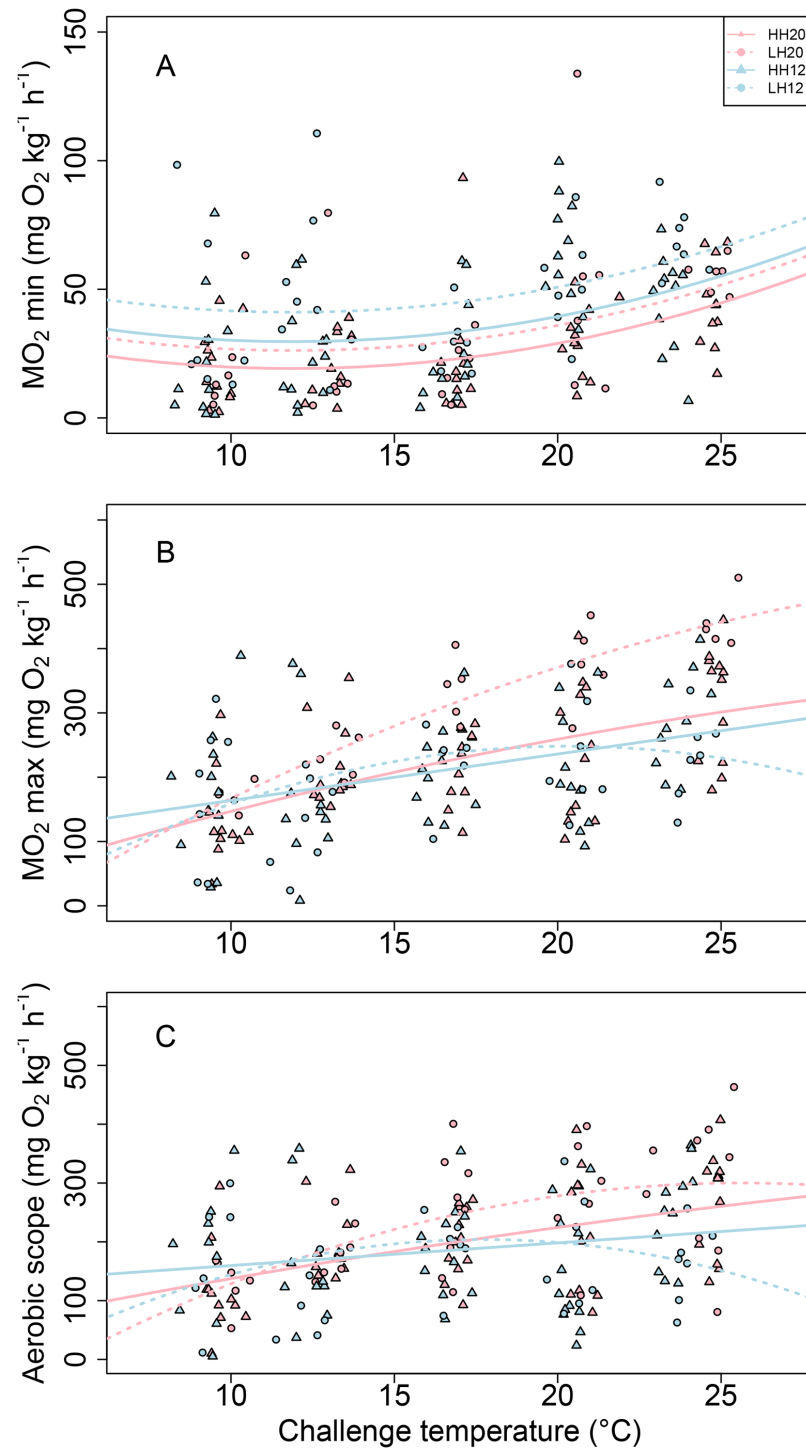 A
HH20
LH20
HH12
LH12
MO₂ min (mg O₂ kg⁻¹ h⁻¹)
150
100
50
0
10 15 20 25
B
MO₂ max (mg O₂ kg⁻¹ h⁻¹)
500
300
100
0
10 15 20 25
C
Aerobic scope (mg O₂ kg⁻¹ h⁻¹)
500
300
100
0
10 15 20 25
Challenge temperature (°C)